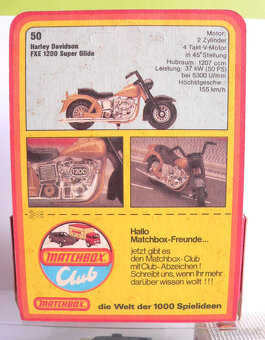 50
Harley Davidson
FXE 1200 Super Glide
Motor:
2 Zylinder
4 Takt-V-Motor
in 45°Stellung
Hubraum: 1207 ccm
Leistung: 37 kW (50 PS)
bei 5300 U/min
Höchstgeschw.:
155 km/h
1200
MATCHBOX
Club
Hallo
Matchbox-Freunde...
jetzt gibt es
den Matchbox-Club
mit Club-Abzeichen!
Schreibt uns, wenn Ihr mehr
darüber wissen wollt !!!
MATCHBOX
die Welt der 1000 Spielideen